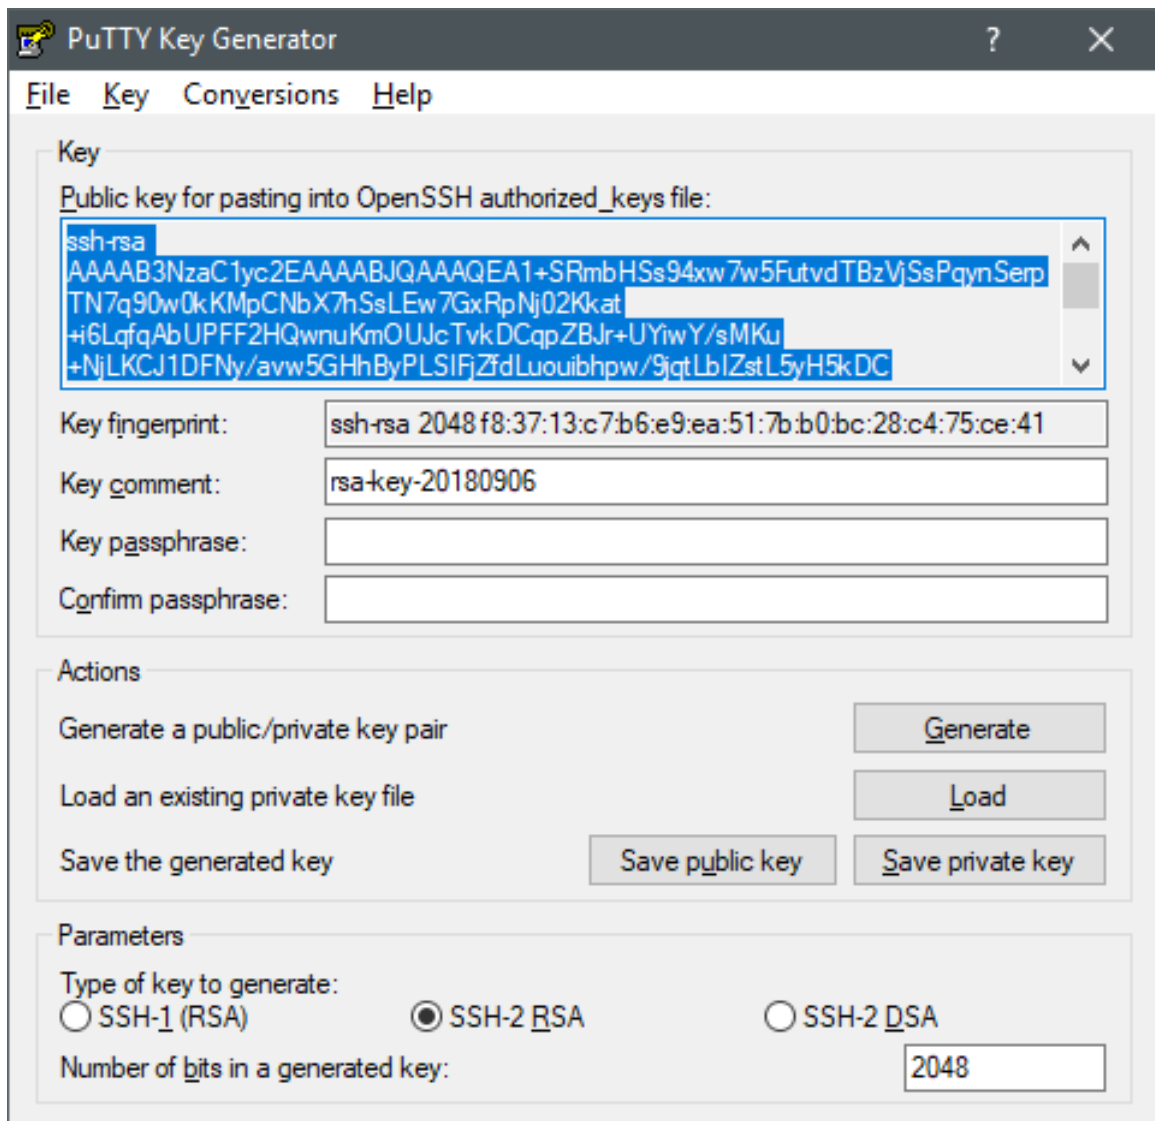 PuTTY Key Generator
?
File Key Conversions Help
Key
Public key for pasting into OpenSSH authorized_keys file:
ssh-rsa
AAAAB3NzaC1yc2EAAAABJQAAAQEA1+SRmbHSs94xw7w5FutvdTBzVjSsPqynSerp
TN7q90w0kKMpCNbX7hSsLEw7GxRpNj02Kkat
+i6LqfqAbUPFF2HQwnuKmOUJcTvkDCqpZBJr+UYiwY/sMKu
+NjLKCJ1DFNy/avw5GHhByPLSIFjZfdLuouibhpw/9jqtLbIZstL5yH5kDC
Key fingerprint: ssh-rsa 2048 f8:37:13:c7:b6:e9:ea:51:7b:b0:bc:28:c4:75:ce:41
Key comment: rsa-key-20180906
Key passphrase:
Confirm passphrase:
Actions
Generate a public/private key pair Generate
Load an existing private key file Load
Save the generated key Save public key Save private key
Parameters
Type of key to generate:
SSH-1 (RSA) SSH-2 RSA SSH-2 DSA
Number of bits in a generated key: 2048